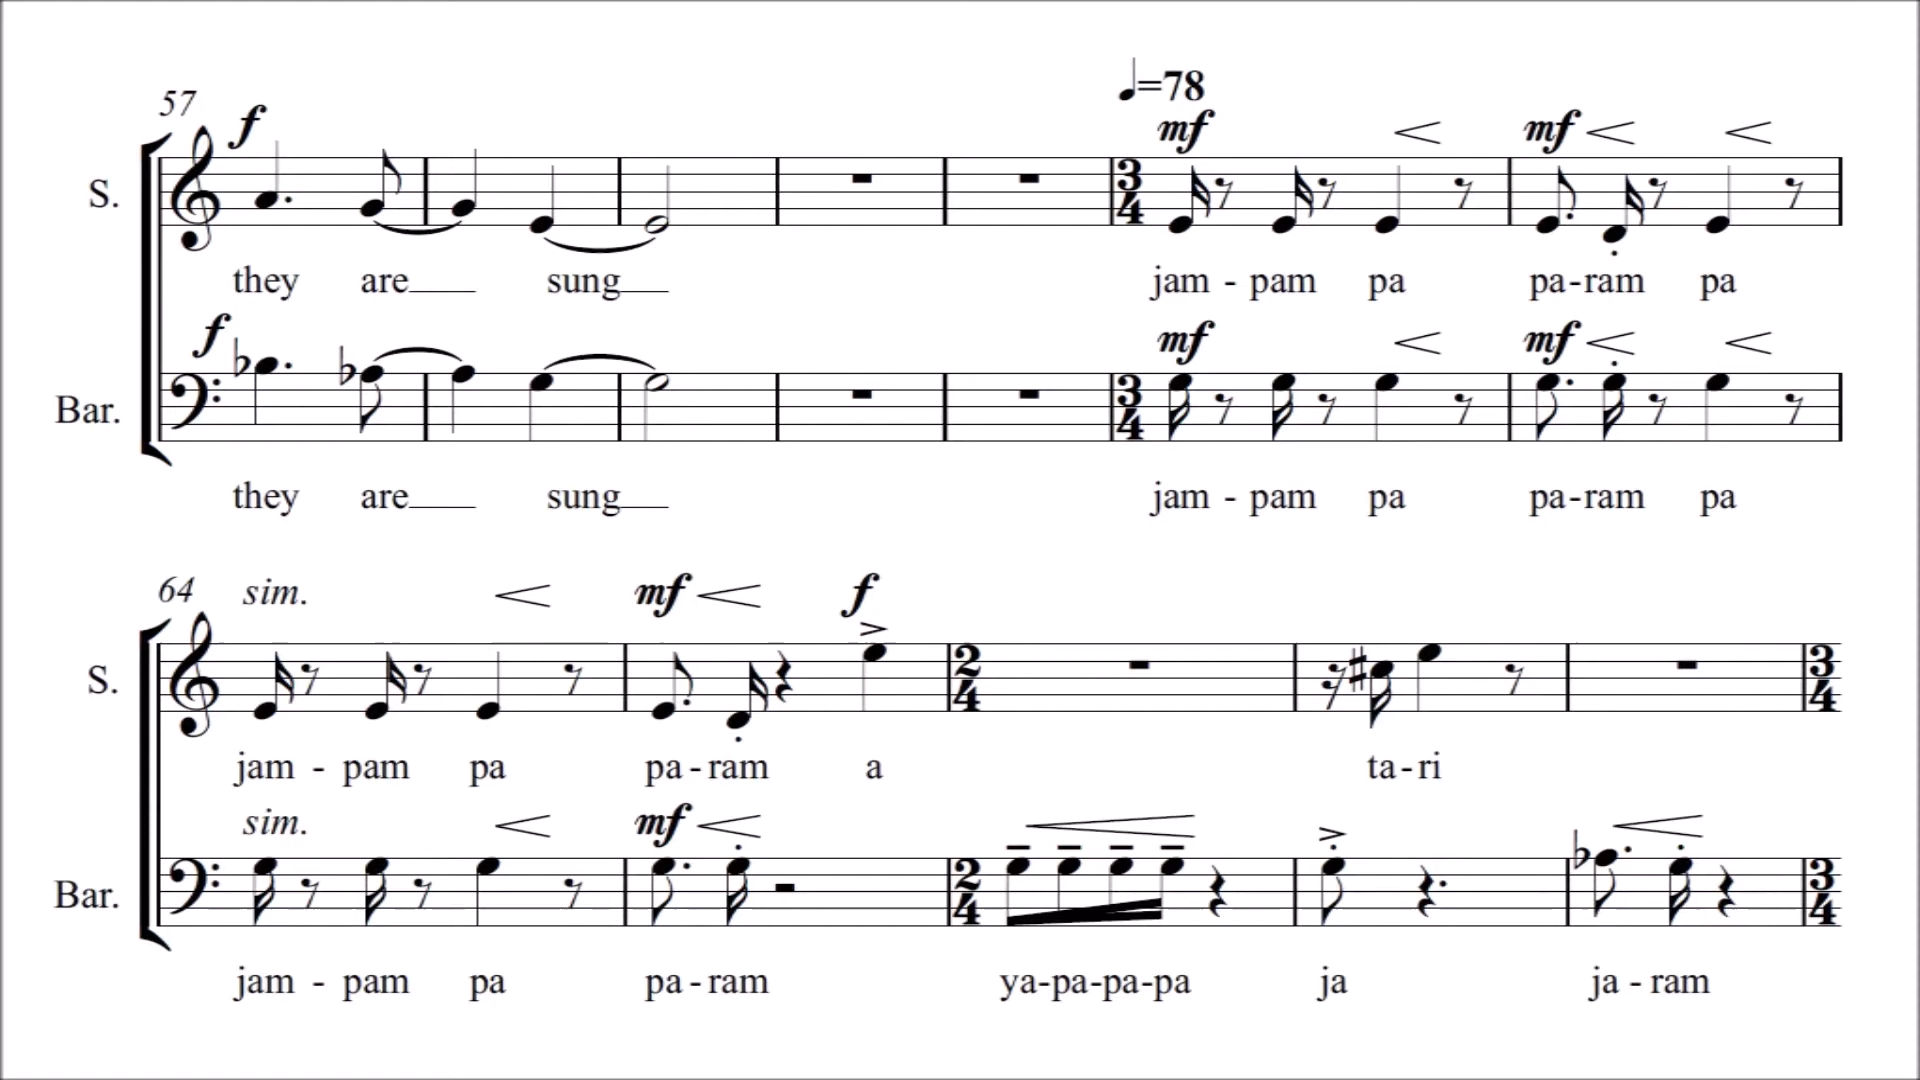 57 f
♩=78
mf mf
S.
they are sung jam - pam pa pa-ram pa
f mf mf
Bar.
they are sung jam - pam pa pa-ram pa
64 sim. mf f
S.
jam - pam pa pa-ram a ta-ri
sim. mf
Bar.
jam - pam pa pa-ram ya-pa-pa-pa ja ja - ram